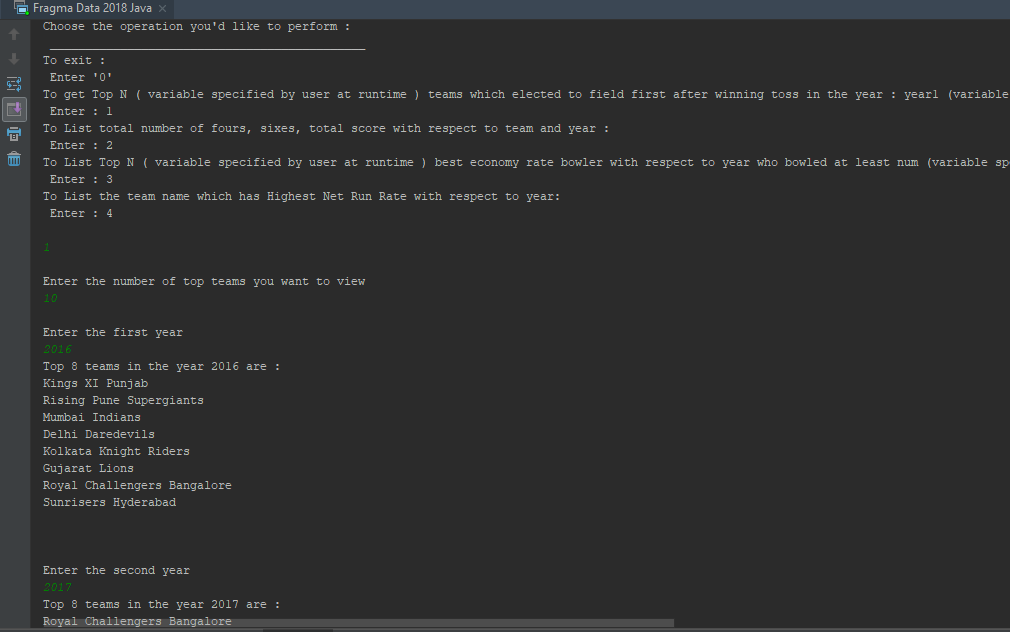 Fragma Data 2018 Java
Choose the operation you'd like to perform :
To exit :
Enter '0'
To get Top N ( variable specified by user at runtime ) teams which elected to field first after winning toss in the year : year1 (variable
Enter : 1
To List total number of fours, sixes, total score with respect to team and year :
Enter : 2
To List Top N ( variable specified by user at runtime ) best economy rate bowler with respect to year who bowled at least num (variable sp
Enter : 3
To List the team name which has Highest Net Run Rate with respect to year:
Enter : 4
1
Enter the number of top teams you want to view
10
Enter the first year
2016
Top 8 teams in the year 2016 are :
Kings XI Punjab
Rising Pune Supergiants
Mumbai Indians
Delhi Daredevils
Kolkata Knight Riders
Gujarat Lions
Royal Challengers Bangalore
Sunrisers Hyderabad
Enter the second year
2017
Top 8 teams in the year 2017 are :
Royal Challengers Bangalore